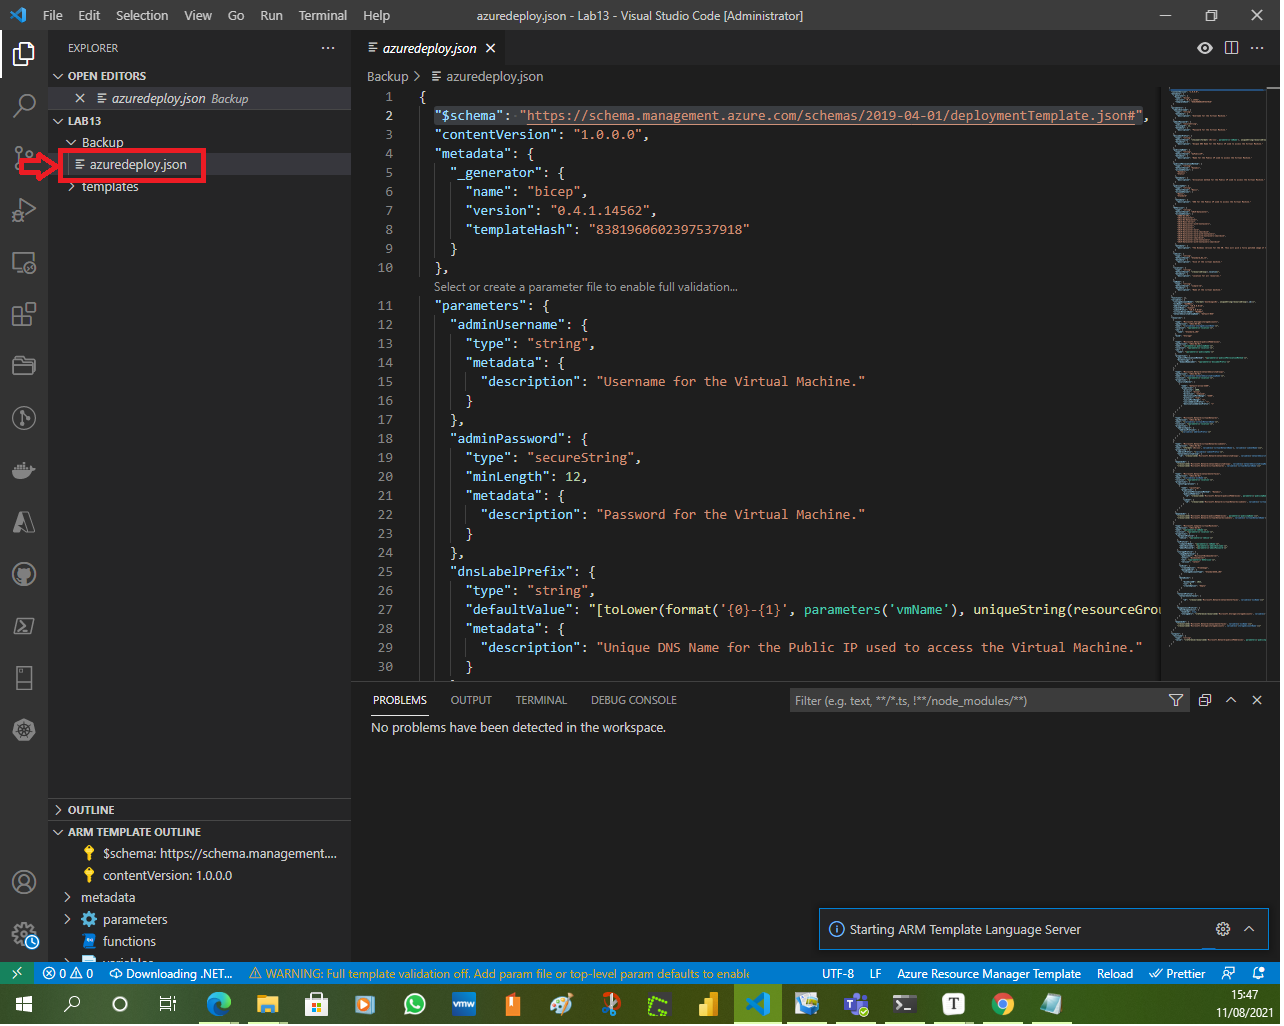 File Edit Selection View Go Run Terminal Help
azuredeploy.json - Lab13 - Visual Studio Code [Administrator]
EXPLORER
OPEN EDITORS
azuredeploy.json Backup
LAB13
Backup
azuredeploy.json
templates
OUTLINE
ARM TEMPLATE OUTLINE
$schema: https://schema.management....
contentVersion: 1.0.0.0
metadata
parameters
functions
azuredeploy.json
Backup > azuredeploy.json
1 {
2 "$schema": "https://schema.management.azure.com/schemas/2019-04-01/deploymentTemplate.json#",
3 "contentVersion": "1.0.0.0",
4 "metadata": {
5 "_generator": {
6 "name": "bicep",
7 "version": "0.4.1.14562",
8 "templateHash": "8381960602397537918"
9 }
10 },
Select or create a parameter file to enable full validation...
11 "parameters": {
12 "adminUsername": {
13 "type": "string",
14 "metadata": {
15 "description": "Username for the Virtual Machine."
16 }
17 },
18 "adminPassword": {
19 "type": "secureString",
20 "minLength": 12,
21 "metadata": {
22 "description": "Password for the Virtual Machine."
23 }
24 },
25 "dnsLabelPrefix": {
26 "type": "string",
27 "defaultValue": "[toLower(format('{0}-{1}', parameters('vmName'), uniqueString(resourceGrou
28 "metadata": {
29 "description": "Unique DNS Name for the Public IP used to access the Virtual Machine."
30 }
PROBLEMS OUTPUT TERMINAL DEBUG CONSOLE
Filter (e.g. text, **/*.ts, !**/node_modules/**)
No problems have been detected in the workspace.
Starting ARM Template Language Server
0 0 Downloading .NET... WARNING: Full template validation off. Add param file or top-level param defaults to enable UTF-8 LF Azure Resource Manager Template Reload Prettier
vmw
T
15:47
11/08/2021